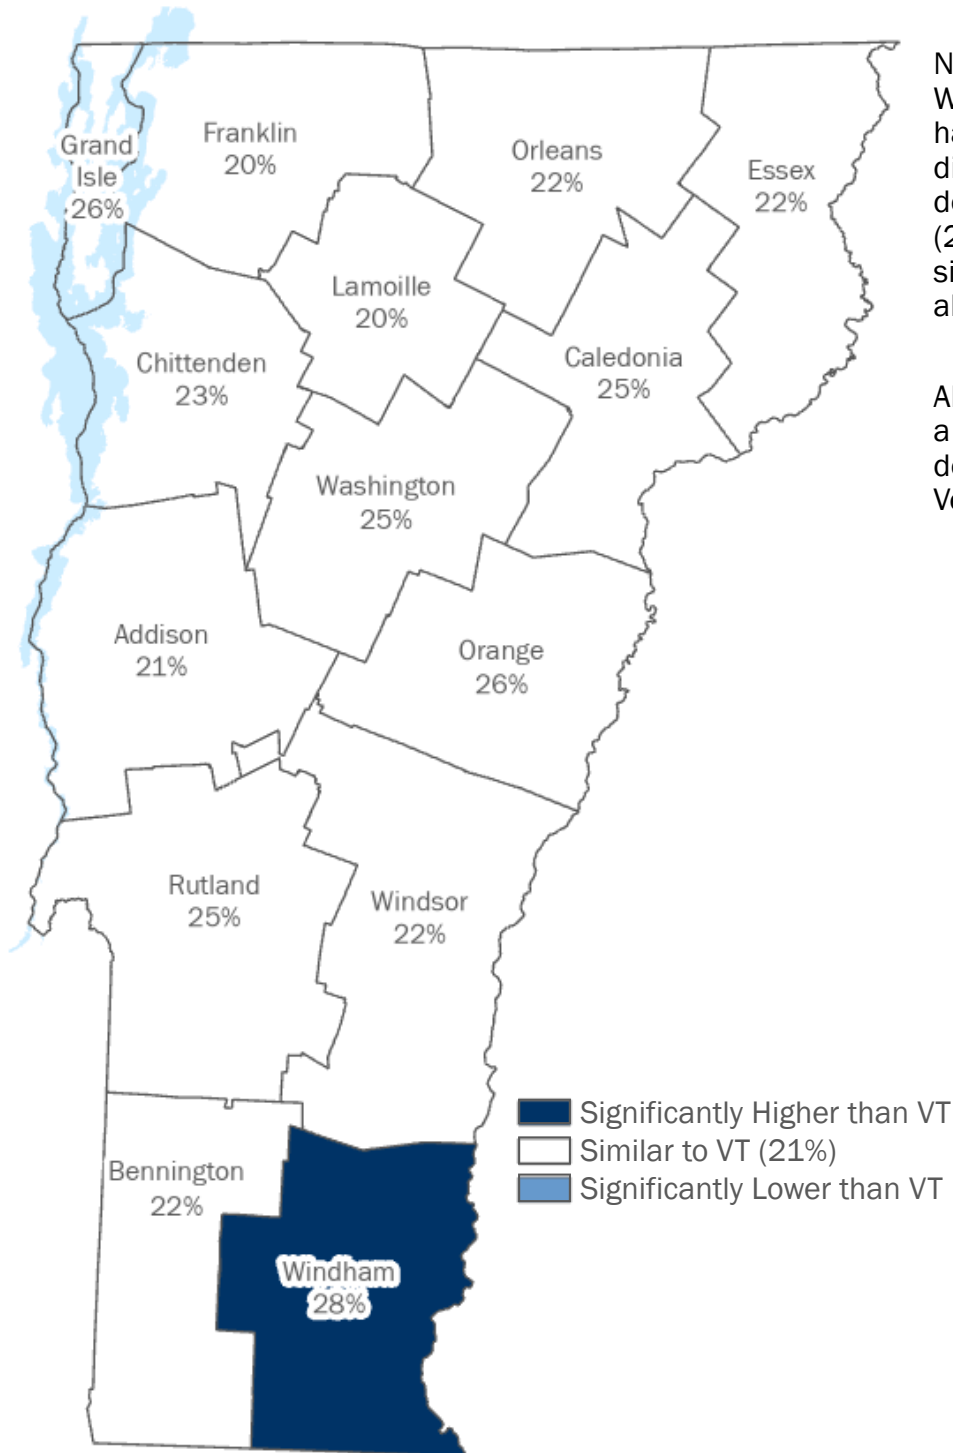 Grand
Isle
26%
Franklin
20%
Orleans
22%
Essex
22%
Lamoille
20%
Chittenden
23%
Caledonia
25%
Washington
25%
Addison
21%
Orange
26%
Rutland
25%
Windsor
22%
Bennington
22%
Windham
28%
Significantly Higher than VT
Similar to VT (21%)
Significantly Lower than VT